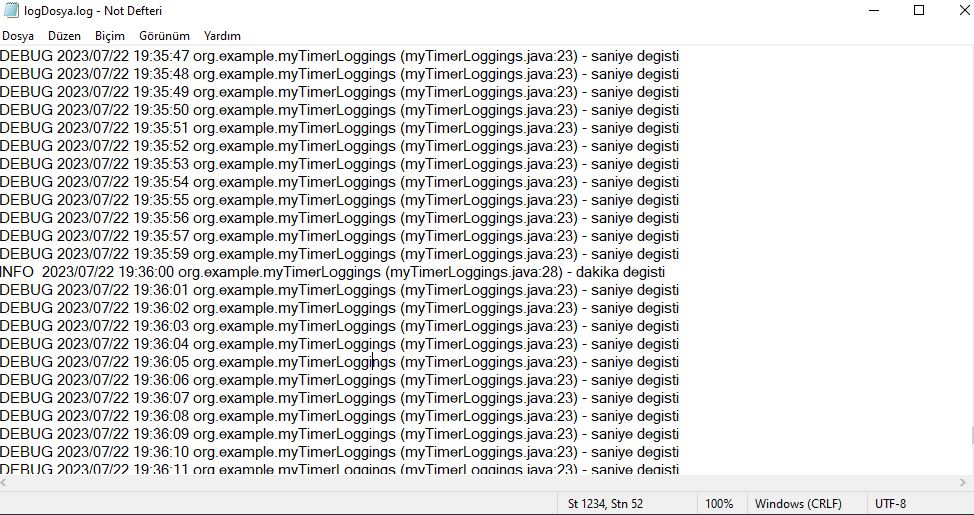 logDosya.log - Not Defteri
Dosya Düzen Biçim Görünüm Yardım
DEBUG 2023/07/22 19:35:47 org.example.myTimerLoggings (myTimerLoggings.java:23) - saniye degisti
DEBUG 2023/07/22 19:35:48 org.example.myTimerLoggings (myTimerLoggings.java:23) - saniye degisti
DEBUG 2023/07/22 19:35:49 org.example.myTimerLoggings (myTimerLoggings.java:23) - saniye degisti
DEBUG 2023/07/22 19:35:50 org.example.myTimerLoggings (myTimerLoggings.java:23) - saniye degisti
DEBUG 2023/07/22 19:35:51 org.example.myTimerLoggings (myTimerLoggings.java:23) - saniye degisti
DEBUG 2023/07/22 19:35:52 org.example.myTimerLoggings (myTimerLoggings.java:23) - saniye degisti
DEBUG 2023/07/22 19:35:53 org.example.myTimerLoggings (myTimerLoggings.java:23) - saniye degisti
DEBUG 2023/07/22 19:35:54 org.example.myTimerLoggings (myTimerLoggings.java:23) - saniye degisti
DEBUG 2023/07/22 19:35:55 org.example.myTimerLoggings (myTimerLoggings.java:23) - saniye degisti
DEBUG 2023/07/22 19:35:56 org.example.myTimerLoggings (myTimerLoggings.java:23) - saniye degisti
DEBUG 2023/07/22 19:35:57 org.example.myTimerLoggings (myTimerLoggings.java:23) - saniye degisti
DEBUG 2023/07/22 19:35:59 org.example.myTimerLoggings (myTimerLoggings.java:23) - saniye degisti
INFO  2023/07/22 19:36:00 org.example.myTimerLoggings (myTimerLoggings.java:28) - dakika degisti
DEBUG 2023/07/22 19:36:01 org.example.myTimerLoggings (myTimerLoggings.java:23) - saniye degisti
DEBUG 2023/07/22 19:36:02 org.example.myTimerLoggings (myTimerLoggings.java:23) - saniye degisti
DEBUG 2023/07/22 19:36:03 org.example.myTimerLoggings (myTimerLoggings.java:23) - saniye degisti
DEBUG 2023/07/22 19:36:04 org.example.myTimerLoggings (myTimerLoggings.java:23) - saniye degisti
DEBUG 2023/07/22 19:36:05 org.example.myTimerLoggings (myTimerLoggings.java:23) - saniye degisti
DEBUG 2023/07/22 19:36:06 org.example.myTimerLoggings (myTimerLoggings.java:23) - saniye degisti
DEBUG 2023/07/22 19:36:07 org.example.myTimerLoggings (myTimerLoggings.java:23) - saniye degisti
DEBUG 2023/07/22 19:36:08 org.example.myTimerLoggings (myTimerLoggings.java:23) - saniye degisti
DEBUG 2023/07/22 19:36:09 org.example.myTimerLoggings (myTimerLoggings.java:23) - saniye degisti
DEBUG 2023/07/22 19:36:10 org.example.myTimerLoggings (myTimerLoggings.java:23) - saniye degisti
DEBUG 2023/07/22 19:36:11 org.example.myTimerLoggings (myTimerLoggings.java:23) - saniye degisti
St 1234, Stn 52 100% Windows (CRLF) UTF-8